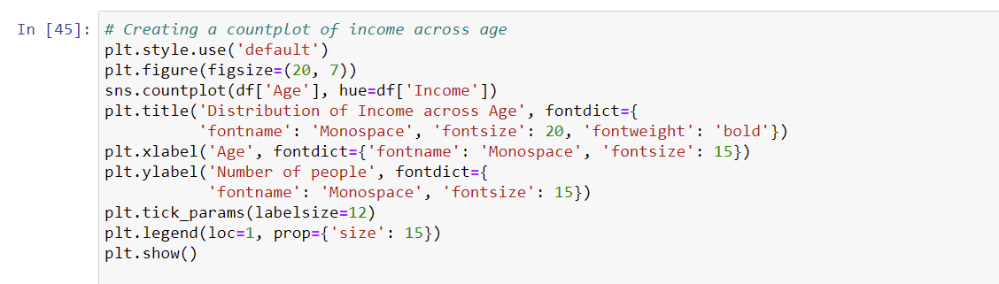 In [45]: # Creating a countplot of income across age
plt.style.use('default')
plt.figure(figsize=(20, 7))
sns.countplot(df['Age'], hue=df['Income'])
plt.title('Distribution of Income across Age', fontdict={
          'fontname': 'Monospace', 'fontsize': 20, 'fontweight': 'bold'})
plt.xlabel('Age', fontdict={'fontname': 'Monospace', 'fontsize': 15})
plt.ylabel('Number of people', fontdict={
           'fontname': 'Monospace', 'fontsize': 15})
plt.tick_params(labelsize=12)
plt.legend(loc=1, prop={'size': 15})
plt.show()